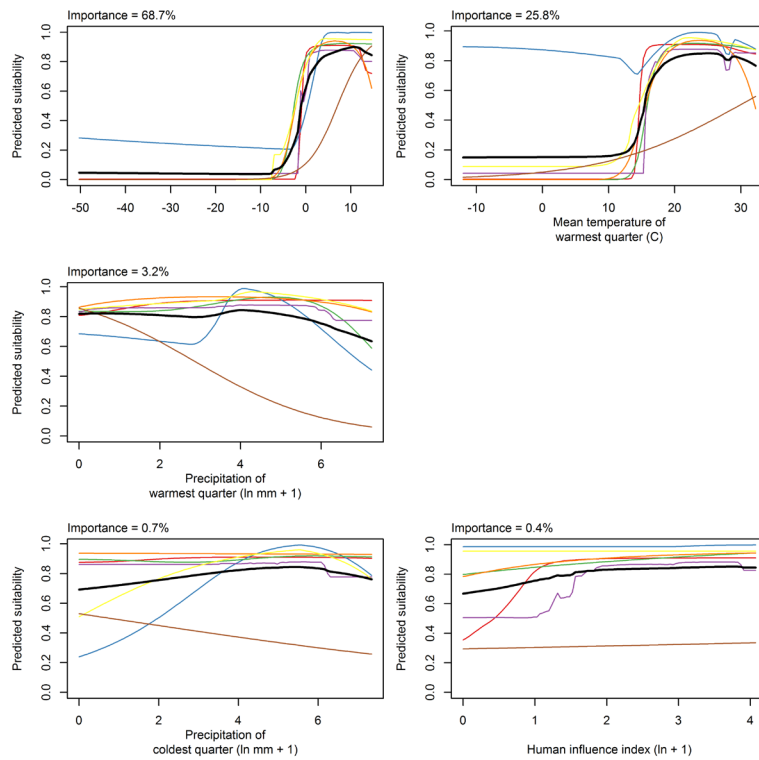 Importance = 68.7%
Predicted suitability
0.0 0.2 0.4 0.6 0.8 1.0
-50 -40 -30 -20 -10 0 10
Importance = 25.8%
Predicted suitability
0.0 0.2 0.4 0.6 0.8 1.0
-10 0 10 20 30
Mean temperature of
warmest quarter (C)
Importance = 3.2%
Predicted suitability
0.0 0.2 0.4 0.6 0.8 1.0
0 2 4 6
Precipitation of
warmest quarter (ln mm + 1)
Importance = 0.7%
Predicted suitability
0.0 0.2 0.4 0.6 0.8 1.0
0 2 4 6
Precipitation of
coldest quarter (ln mm + 1)
Importance = 0.4%
Predicted suitability
0.0 0.2 0.4 0.6 0.8 1.0
0 1 2 3 4
Human influence index (ln + 1)